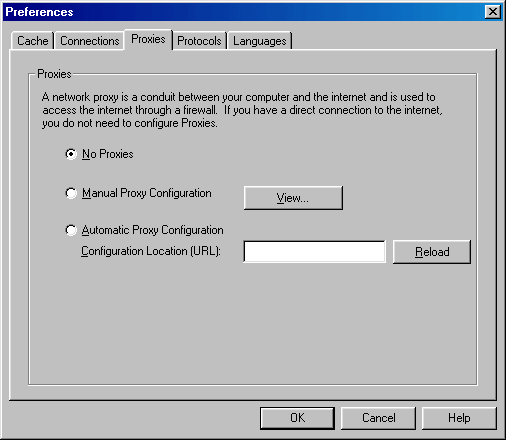 Preferences
Cache Connections Proxies Protocols Languages
Proxies
A network proxy is a conduit between your computer and the internet and is used to
access the internet through a firewall. If you have a direct connection to the internet,
you do not need to configure Proxies.
No Proxies
Manual Proxy Configuration View...
Automatic Proxy Configuration
Configuration Location (URL): Reload
OK Cancel Help